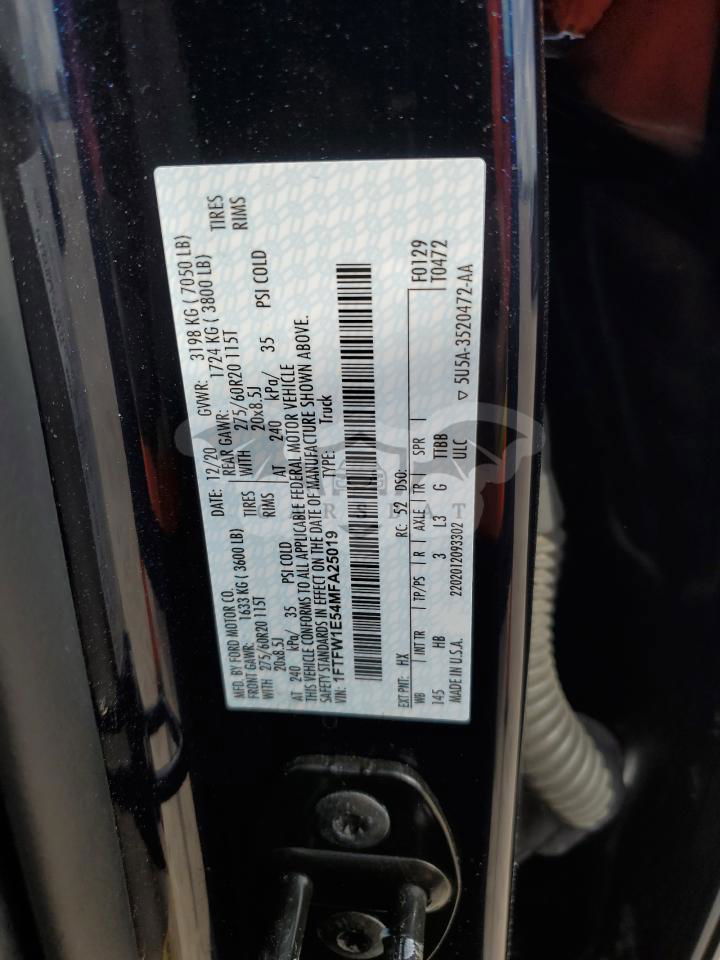 MFD. BY FORD MOTOR CO.
DATE: 12/20 GVWR: 3198 KG ( 7050 LB)
FRONT GAWR: 1633 KG ( 3600 LB) REAR GAWR: 1724 KG ( 3800 LB)
WITH 275/60R20 115T TIRES WITH 275/60R20 115T TIRES
20x8.5J RIMS 20x8.5J RIMS
AT 240 kPa/ 35 PSI COLD AT 240 kPa/ 35 PSI COLD
THIS VEHICLE CONFORMS TO ALL APPLICABLE FEDERAL MOTOR VEHICLE
SAFETY STANDARDS IN EFFECT ON THE DATE OF MANUFACTURE SHOWN ABOVE.
1FTFW1E54MFA25019 TYPE: Truck
EXT PNT: HX RC: 52 DSO: F0129
WB INT TR TP/PS R AXLE TR SPR T0472
145 HB 3 L3 G TTBB
MADE IN U.S.A. 2202012093302 ULC
▽ 5U5A-3520472-AA